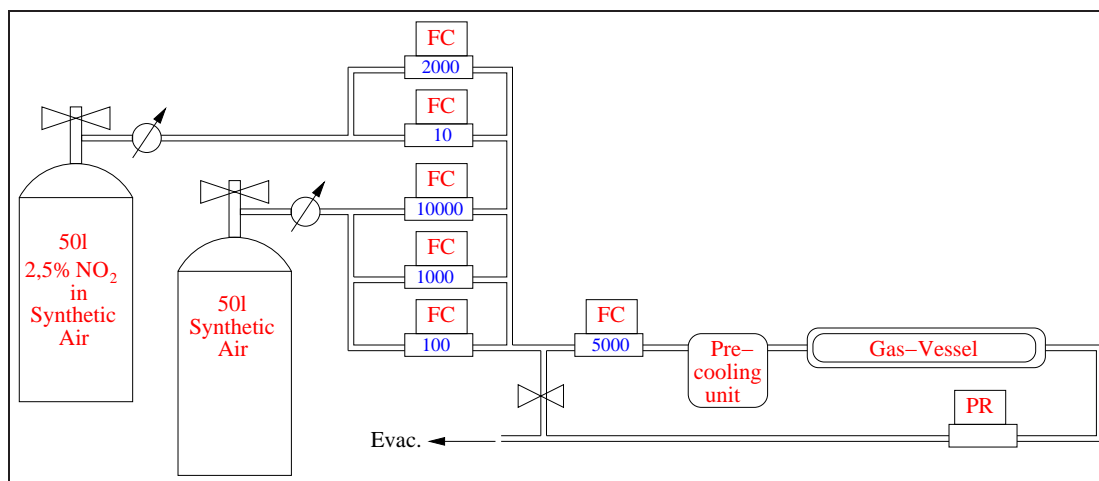 FC
2000
FC
10
FC
10000
FC
1000
FC
100
50l
2,5% NO₂
in
Synthetic
Air
50l
Synthetic
Air
FC
5000
Pre–
cooling
unit
Gas–Vessel
PR
Evac.